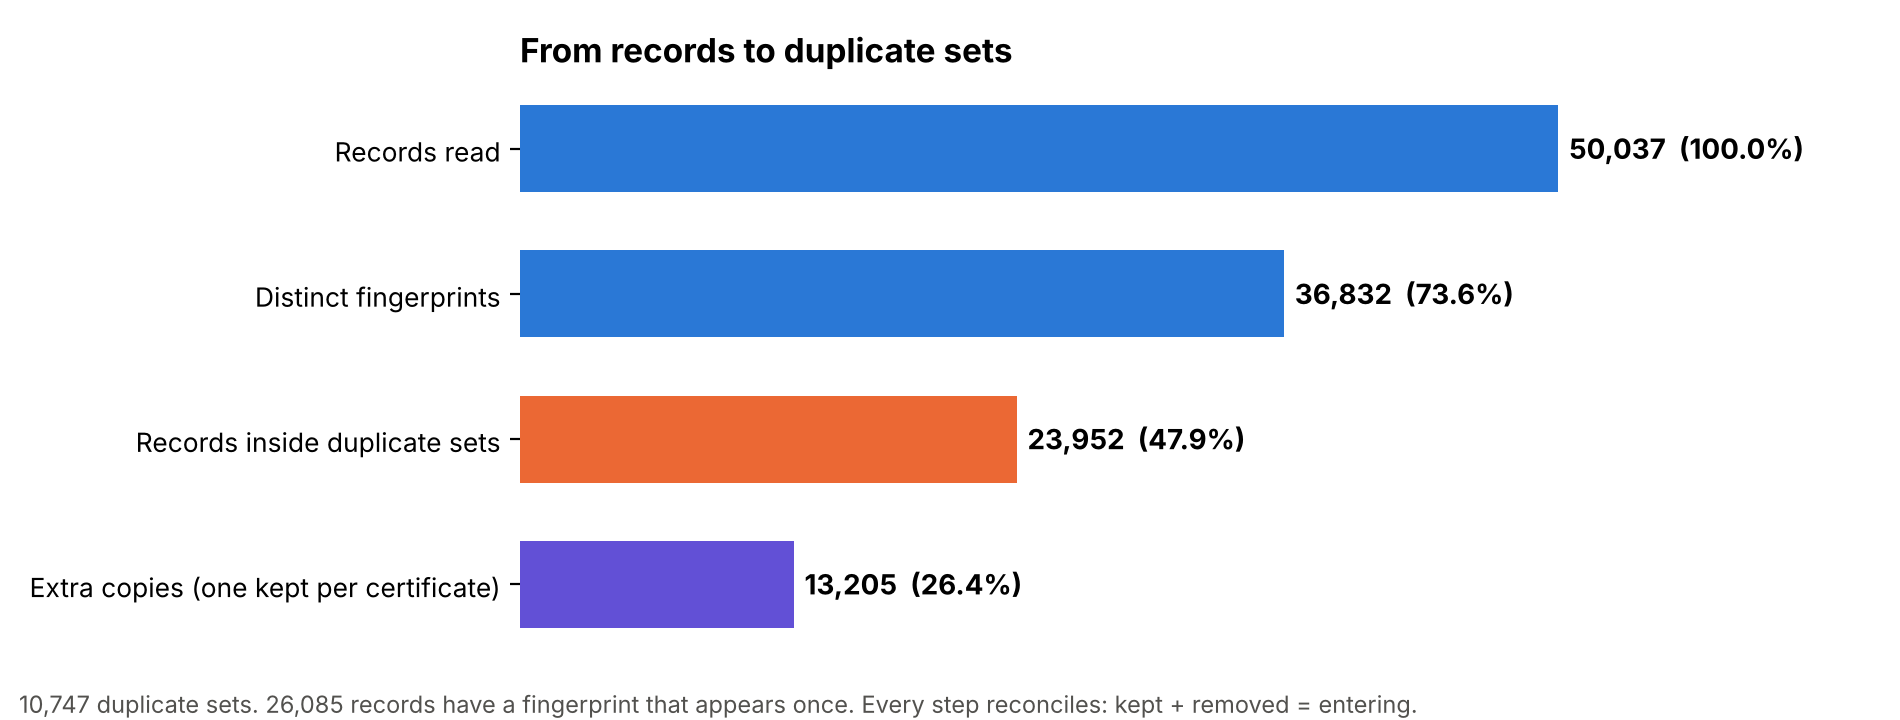 From records to duplicate sets
Records read 50,037 (100.0%)
Distinct fingerprints 36,832 (73.6%)
Records inside duplicate sets 23,952 (47.9%)
Extra copies (one kept per certificate) 13,205 (26.4%)
10,747 duplicate sets. 26,085 records have a fingerprint that appears once. Every step reconciles: kept + removed = entering.